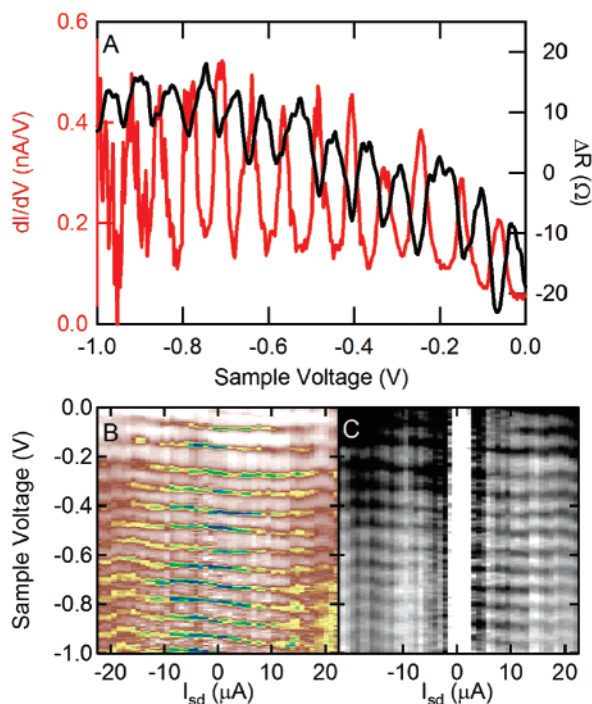 A
0.6
0.4
0.2
0.0
dI/dV (nA/V)
20
10
0
-10
-20
ΔR (Ω)
-1.0 -0.8 -0.6 -0.4 -0.2 0.0
Sample Voltage (V)
B
C
0.0
-0.2
-0.4
-0.6
-0.8
-1.0
Sample Voltage (V)
-20 -10 0 10 20
-10 0 10 20
I_sd (μA)
I_sd (μA)